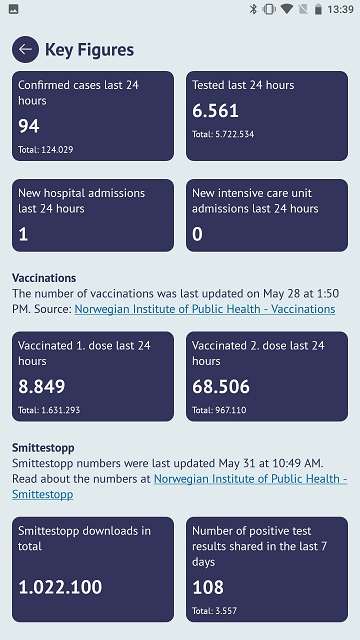 13:39
Key Figures
Confirmed cases last 24
hours
94
Total: 124.029
Tested last 24 hours
6.561
Total: 5.722.534
New hospital admissions
last 24 hours
1
New intensive care unit
admissions last 24 hours
0
Vaccinations
The number of vaccinations was last updated on May 28 at 1:50
PM. Source: Norwegian Institute of Public Health - Vaccinations
Vaccinated 1. dose last 24
hours
8.849
Total: 1.631.293
Vaccinated 2. dose last 24
hours
68.506
Total: 967.110
Smittestopp
Smittestopp numbers were last updated May 31 at 10:49 AM.
Read about the numbers at Norwegian Institute of Public Health -
Smittestopp
Smittestopp downloads in
total
1.022.100
Number of positive test
results shared in the last 7
days
108
Total: 3.557